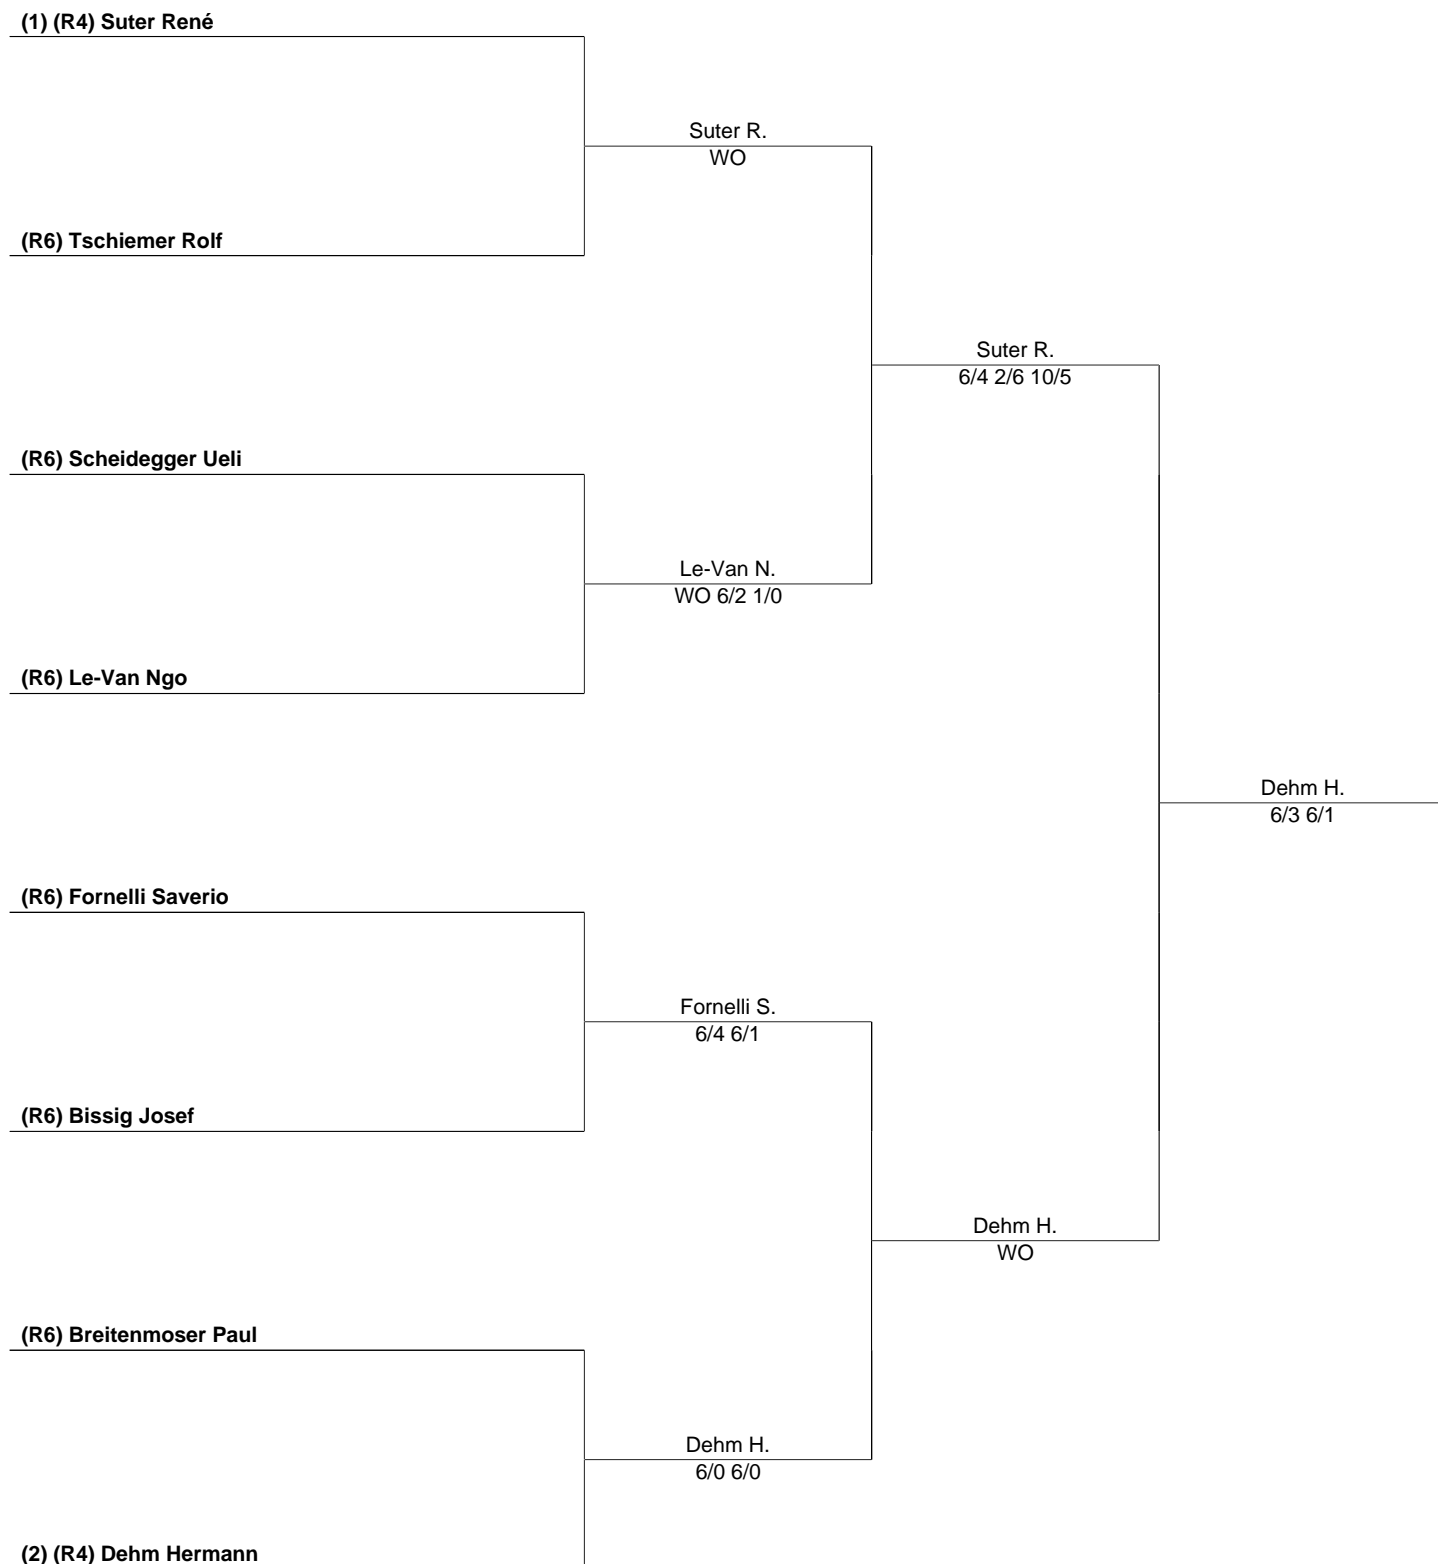 (1) (R4) Suter René
Suter R.
WO
(R6) Tschiemer Rolf
Suter R.
6/4 2/6 10/5
(R6) Scheidegger Ueli
Le-Van N.
WO 6/2 1/0
(R6) Le-Van Ngo
Dehm H.
6/3 6/1
(R6) Fornelli Saverio
Fornelli S.
6/4 6/1
(R6) Bissig Josef
Dehm H.
WO
(R6) Breitenmoser Paul
Dehm H.
6/0 6/0
(2) (R4) Dehm Hermann